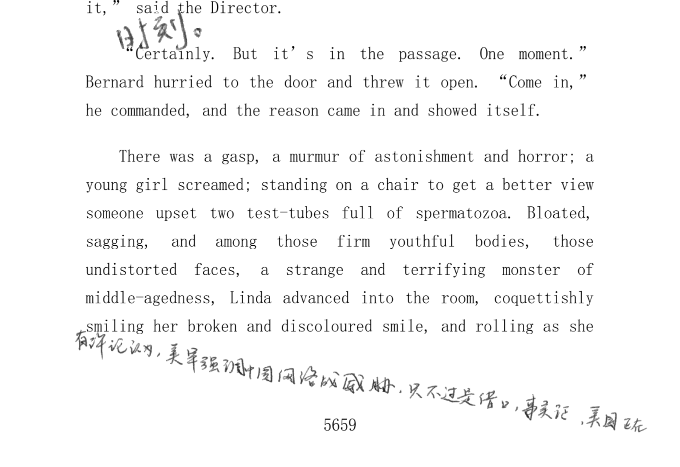 it,” said the Director.
时刻。
“Certainly. But it’s in the passage. One moment.”
Bernard hurried to the door and threw it open. “Come in,”
he commanded, and the reason came in and showed itself.
There was a gasp, a murmur of astonishment and horror; a
young girl screamed; standing on a chair to get a better view
someone upset two test-tubes full of spermatozoa. Bloated,
sagging, and among those firm youthful bodies, those
undistorted faces, a strange and terrifying monster of
middle-agedness, Linda advanced into the room, coquettishly
smiling her broken and discoloured smile, and rolling as she
有评论认为，美军强调中国网络战威胁，只不过是借口，事实证，美国正在
5659